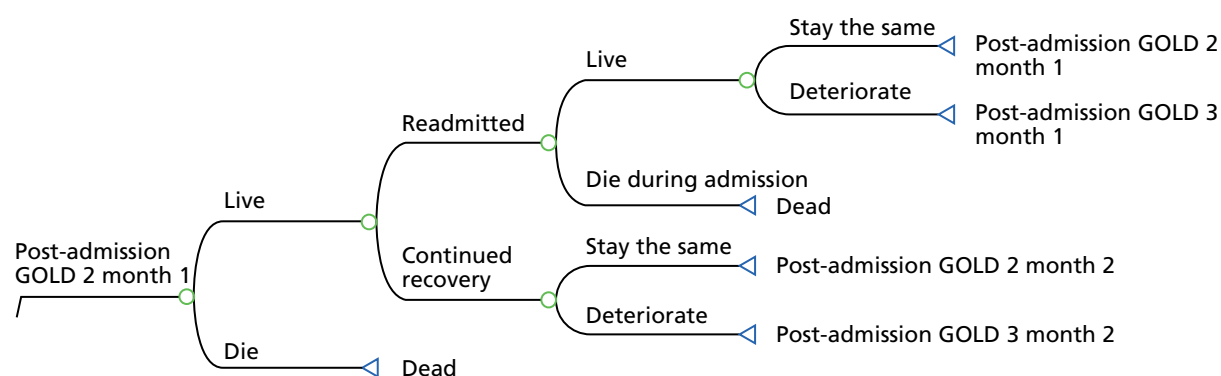 Stay the same
Post-admission GOLD 2
month 1
Live
Deteriorate
Post-admission GOLD 3
month 1
Readmitted
Die during admission
Dead
Live
Post-admission
GOLD 2 month 1
Continued
recovery
Stay the same
Post-admission GOLD 2 month 2
Deteriorate
Post-admission GOLD 3 month 2
Die
Dead